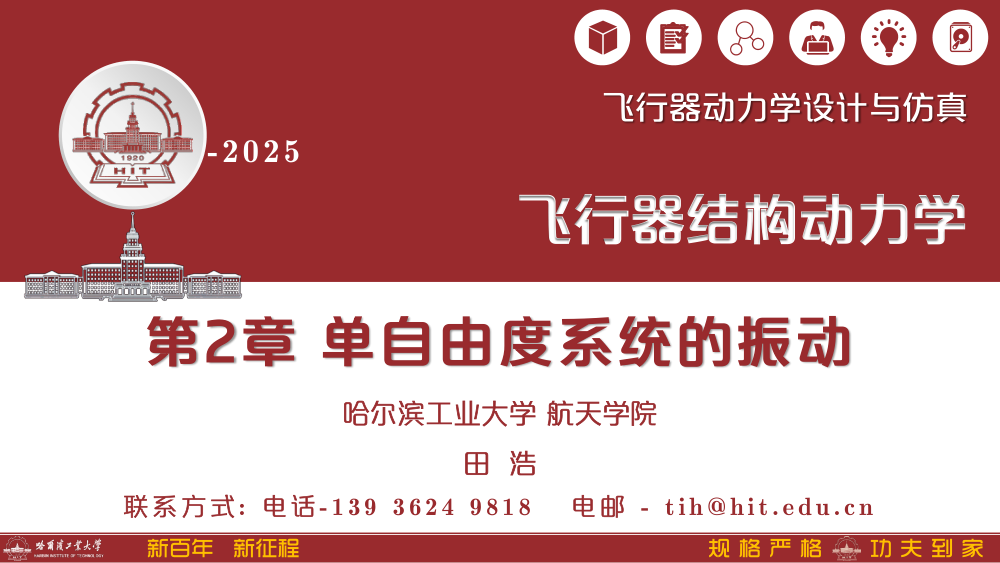 飞行器动力学设计与仿真
1920
HIT
-2025
飞行器结构动力学
第2章 单自由度系统的振动
哈尔滨工业大学 航天学院
田 浩
联系方式: 电话-139 3624 9818 电邮 - tih@hit.edu.cn
哈尔滨工业大学
HARBIN INSTITUTE OF TECHNOLOGY
新百年 新征程
规格严格 功夫到家